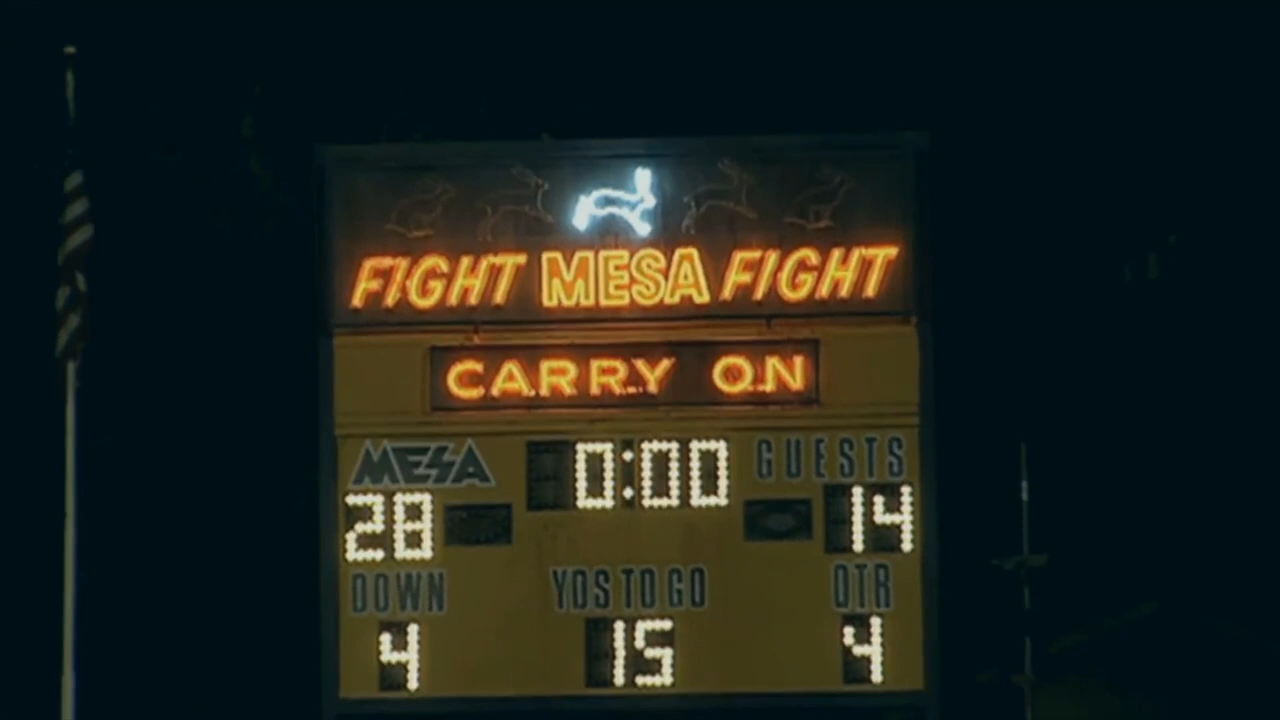 FIGHT MESA FIGHT
CARRY ON
MESA 0:00 GUESTS
28 14
DOWN YDS TO GO QTR
4 15 4